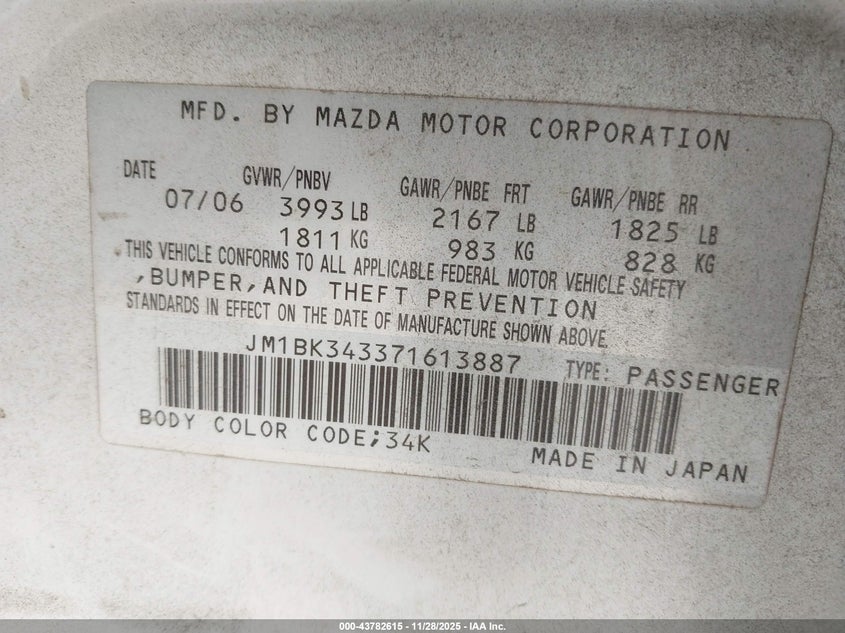 MFD. BY MAZDA MOTOR CORPORATION
DATE GVWR/PNBV GAWR/PNBE FRT GAWR/PNBE RR
07/06 3993 LB 2167 LB 1825 LB
1811 KG 983 KG 828 KG
THIS VEHICLE CONFORMS TO ALL APPLICABLE FEDERAL MOTOR VEHICLE SAFETY
,BUMPER,AND THEFT PREVENTION
STANDARDS IN EFFECT ON THE DATE OF MANUFACTURE SHOWN ABOVE.
JM1BK343371613887 TYPE: PASSENGER
BODY COLOR CODE;34K
MADE IN JAPAN
000-43782615 - 11/28/2025 - IAA Inc.